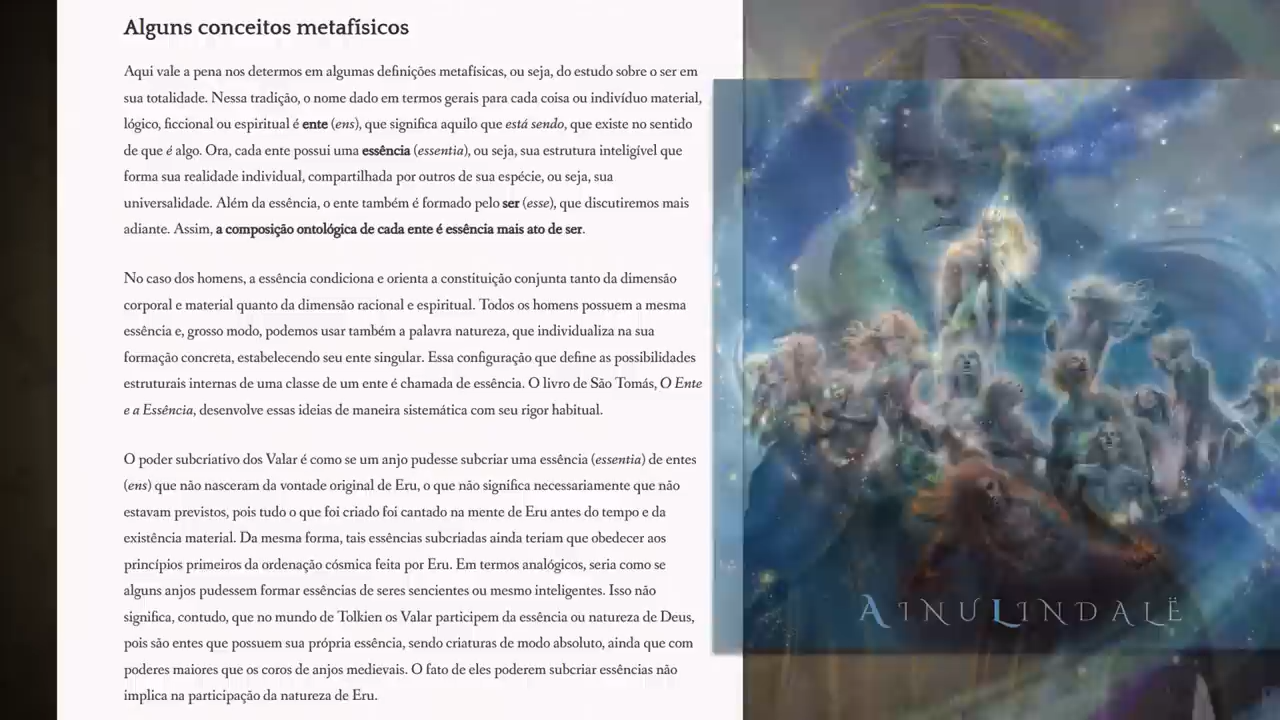 Alguns conceitos metafísicos
Aqui vale a pena nos determos em algumas definições metafísicas, ou seja, do estudo sobre o ser em
sua totalidade. Nessa tradição, o nome dado em termos gerais para cada coisa ou indivíduo material,
lógico, ficcional ou espiritual é ente (ens), que significa aquilo que está sendo, que existe no sentido
de que é algo. Ora, cada ente possui uma essência (essentia), ou seja, sua estrutura inteligível que
forma sua realidade individual, compartilhada por outros de sua espécie, ou seja, sua
universalidade. Além da essência, o ente também é formado pelo ser (esse), que discutiremos mais
adiante. Assim, a composição ontológica de cada ente é essência mais ato de ser.
No caso dos homens, a essência condiciona e orienta a constituição conjunta tanto da dimensão
corporal e material quanto da dimensão racional e espiritual. Todos os homens possuem a mesma
essência e, grosso modo, podemos usar também a palavra natureza, que individualiza na sua
formação concreta, estabelecendo seu ente singular. Essa configuração que define as possibilidades
estruturais internas de uma classe de um ente é chamada de essência. O livro de São Tomás, O Ente
e a Essência, desenvolve essas ideias de maneira sistemática com seu rigor habitual.
O poder subcriativo dos Valar é como se um anjo pudesse subcriar uma essência (essentia) de entes
(ens) que não nasceram da vontade original de Eru, o que não significa necessariamente que não
estavam previstos, pois tudo o que foi criado foi cantado na mente de Eru antes do tempo e da
existência material. Da mesma forma, tais essências subcriadas ainda teriam que obedecer aos
princípios primeiros da ordenação cósmica feita por Eru. Em termos analógicos, seria como se
alguns anjos pudessem formar essências de seres sencientes ou mesmo inteligentes. Isso não
significa, contudo, que no mundo de Tolkien os Valar participem da essência ou natureza de Deus,
pois são entes que possuem sua própria essência, sendo criaturas de modo absoluto, ainda que com
poderes maiores que os coros de anjos medievais. O fato de eles poderem subcriar essências não
implica na participação da natureza de Eru.
AINULINDALË